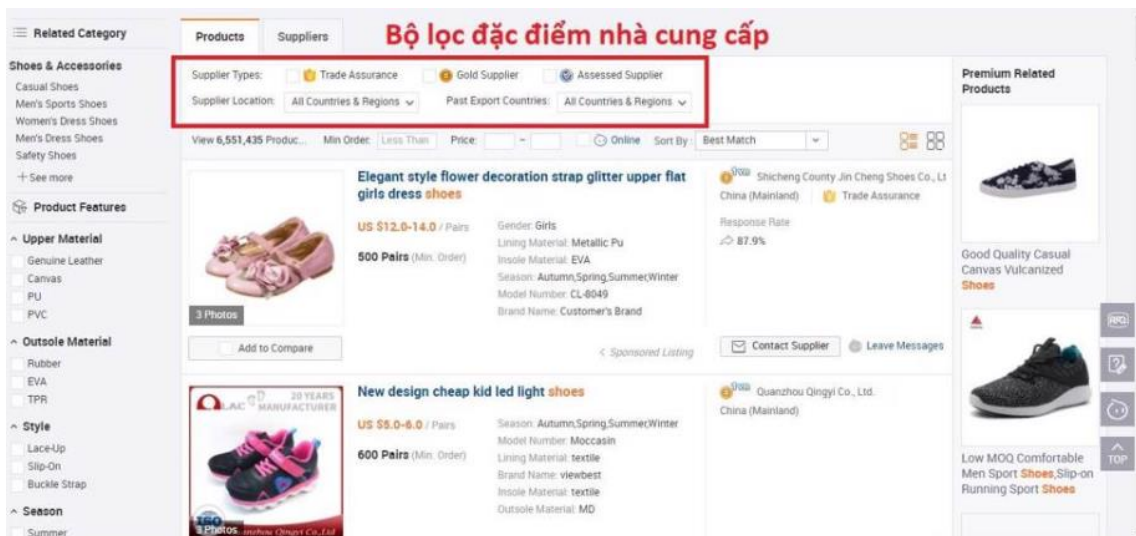 Bộ lọc đặc điểm nhà cung cấp
Related Category
Shoes & Accessories
Casual Shoes
Men's Sports Shoes
Women's Dress Shoes
Men's Dress Shoes
Safety Shoes
+ See more
Product Features
Upper Material
Genuine Leather
Canvas
PU
PVC
Outsole Material
Rubber
EVA
TPR
Style
Lace-Up
Slip-On
Buckle Strap
Season
Summer
Products Suppliers
Supplier Types: Trade Assurance Gold Supplier Assessed Supplier
Supplier Location: All Countries & Regions Past Export Countries: All Countries & Regions
View 6,551,435 Produc... Min Order: Less Than Price: ~ Online Sort By: Best Match
Elegant style flower decoration strap glitter upper flat
girls dress shoes
US $12.0-14.0 / Pairs
500 Pairs (Min. Order)
Gender: Girls
Lining Material: Metallic Pu
Insole Material: EVA
Season: Autumn,Spring,Summer,Winter
Model Number: CL-8049
Brand Name: Customer's Brand
3 Photos
Add to Compare
< Sponsored Listing
Shicheng County Jin Cheng Shoes Co., Lt
China (Mainland) Trade Assurance
Response Rate
87.9%
Contact Supplier Leave Messages
New design cheap kid led light shoes
US $5.0-6.0 / Pairs
600 Pairs (Min. Order)
Season: Autumn,Spring,Summer,Winter
Model Number: Moccasin
Lining Material: textile
Brand Name: viewbest
Insole Material: textile
Outsole Material: MD
20 YEARS
MANUFACTURER
ISO
3 Photos
Quanzhou Qingyi Co., Ltd.
China (Mainland)
Premium Related
Products
Good Quality Casual
Canvas Vulcanized
Shoes
Low MOQ Comfortable
Men Sport Shoes,Slip-on
Running Sport Shoes
RFQ
TOP